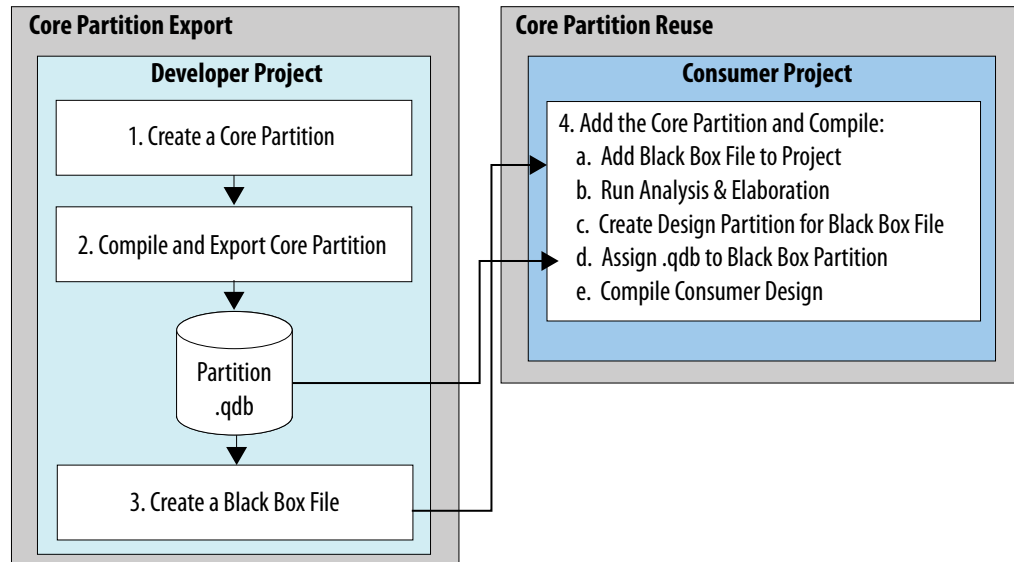 Core Partition Export
Developer Project
1. Create a Core Partition
2. Compile and Export Core Partition
Partition
.qdb
3. Create a Black Box File
Core Partition Reuse
Consumer Project
4. Add the Core Partition and Compile:
a. Add Black Box File to Project
b. Run Analysis & Elaboration
c. Create Design Partition for Black Box File
d. Assign .qdb to Black Box Partition
e. Compile Consumer Design